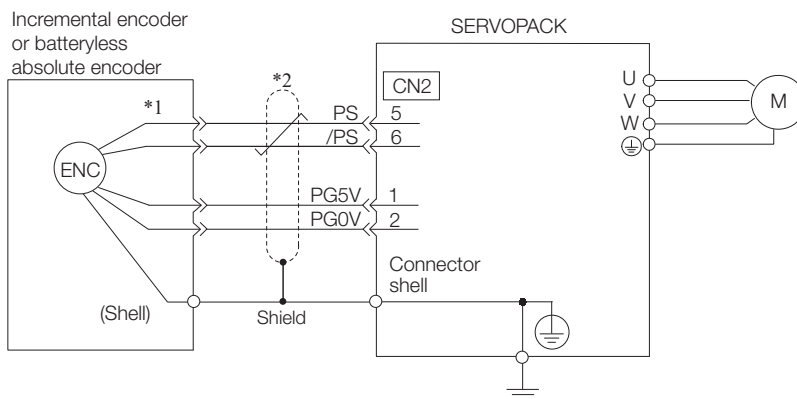 Incremental encoder
or batteryless
absolute encoder
SERVOPACK
*1
*2
CN2
PS
5
/PS
6
ENC
PG5V
1
PG0V
2
U
V
W
M
Connector
shell
(Shell)
Shield